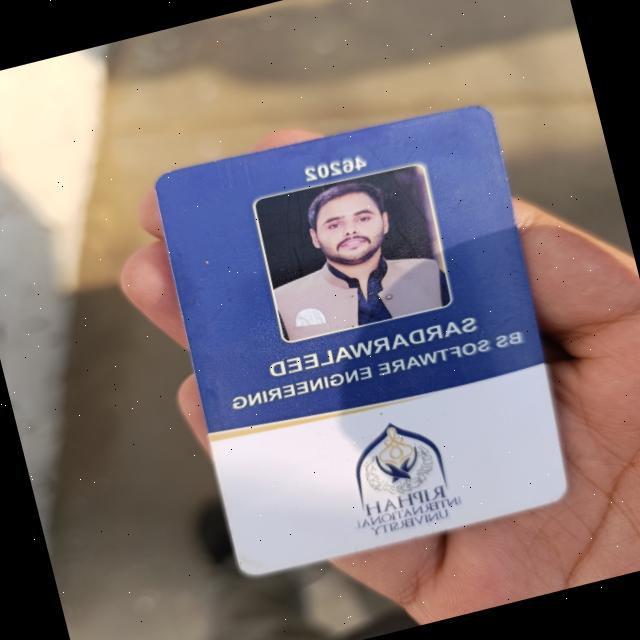 46202
SARDARWALEED
BS SOFTWARE ENGINEERING
RIPHAH
INTERNATIONAL
UNIVERSITY